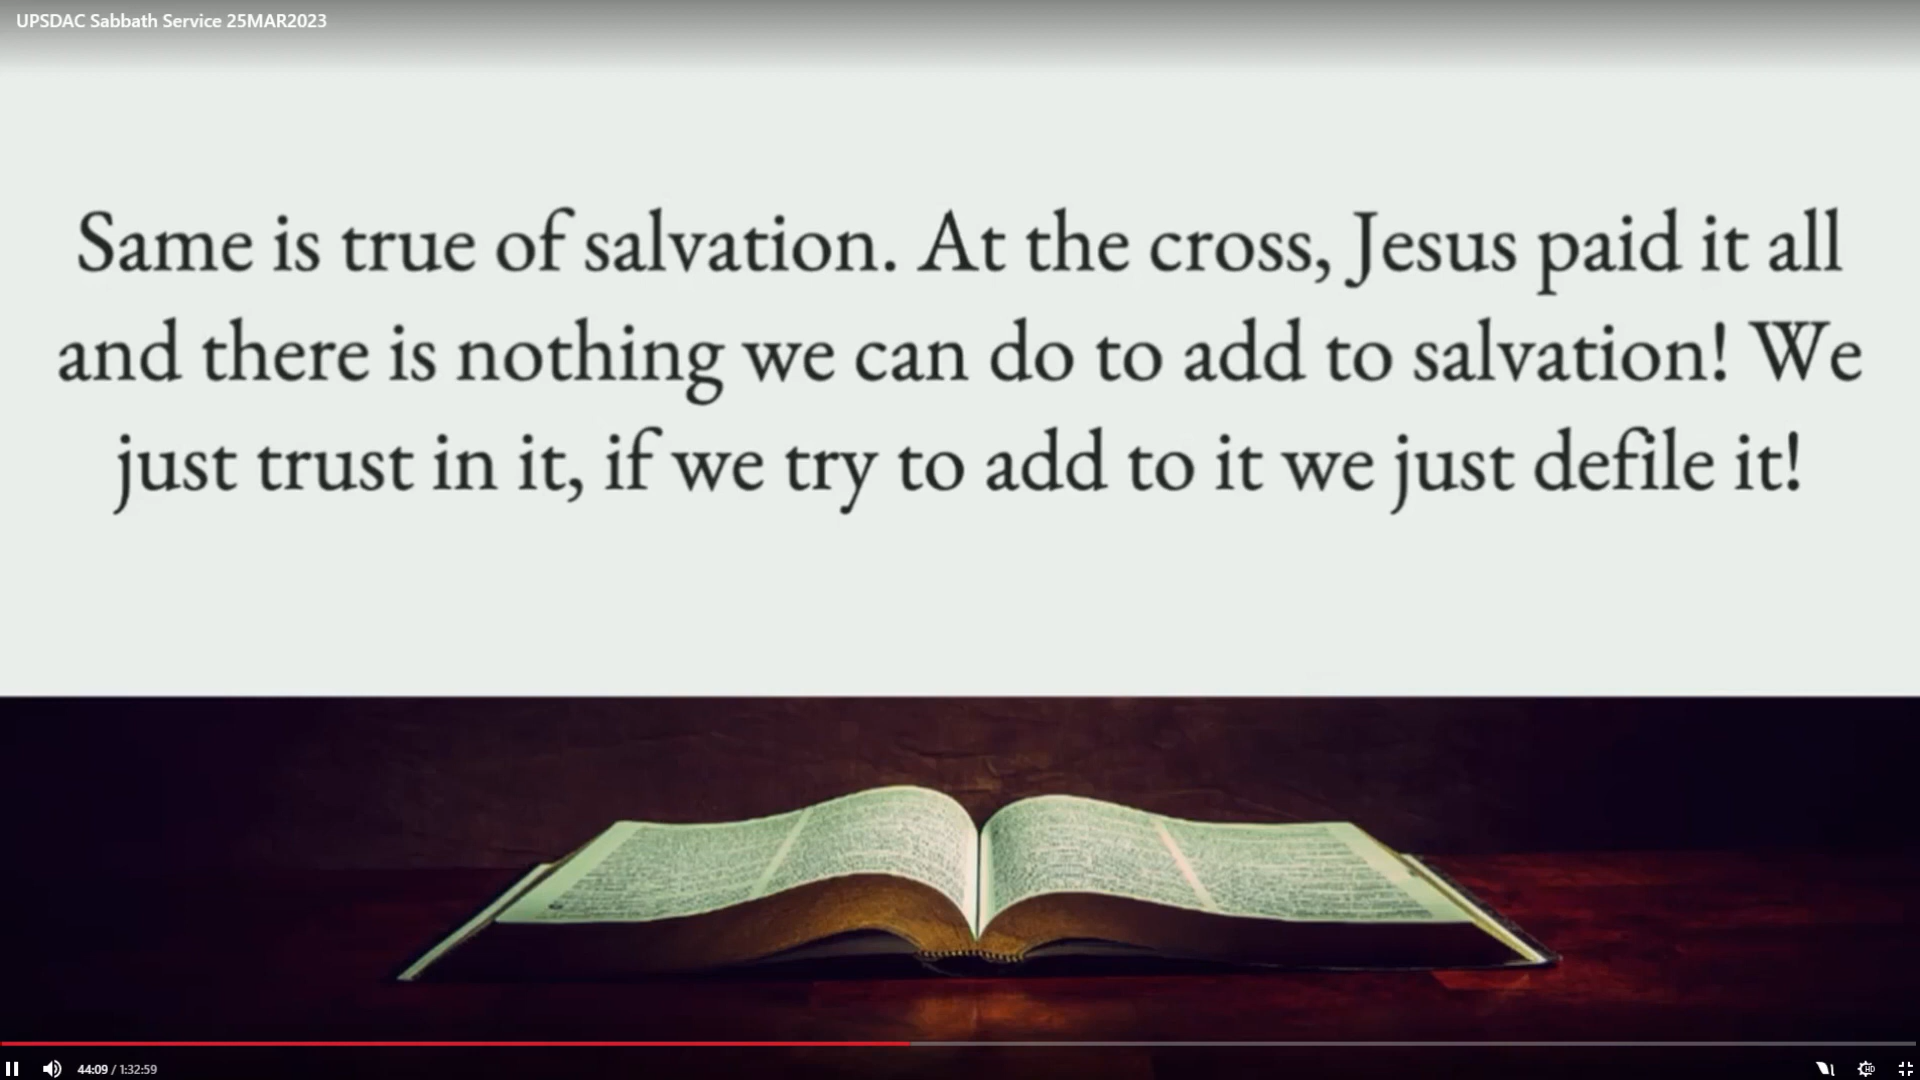 UPSDAC Sabbath Service 25MAR2023
Same is true of salvation. At the cross, Jesus paid it all
and there is nothing we can do to add to salvation! We
just trust in it, if we try to add to it we just defile it!
44:09 / 1:32:59
HD